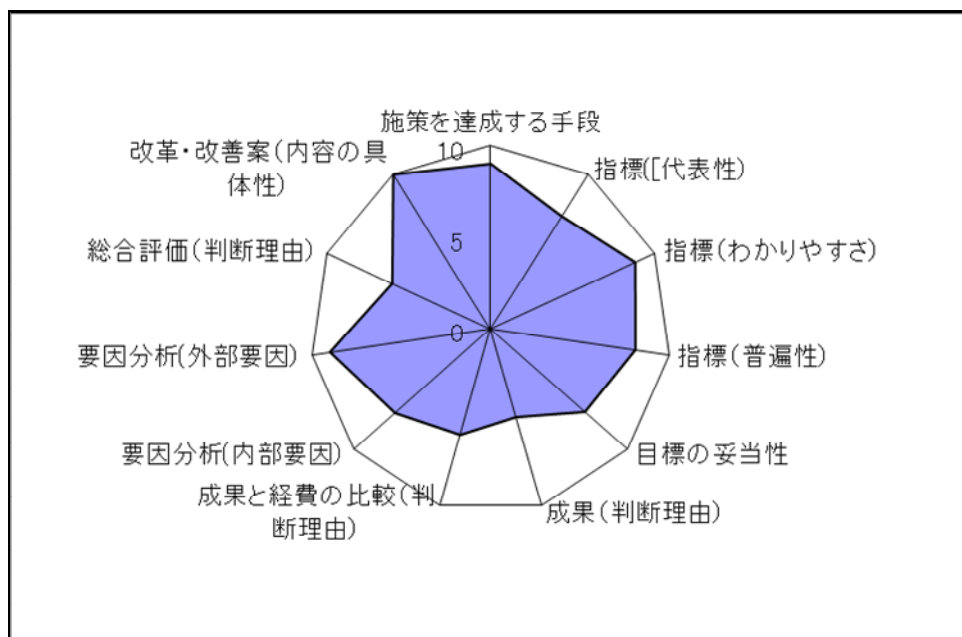 施策を達成する手段
10
5
0
指標([代表性)
指標(わかりやすさ)
指標(普遍性)
目標の妥当性
成果(判断理由)
成果と経費の比較(判
断理由)
要因分析(内部要因)
要因分析(外部要因)
総合評価(判断理由)
改革・改善案(内容の具
体性)